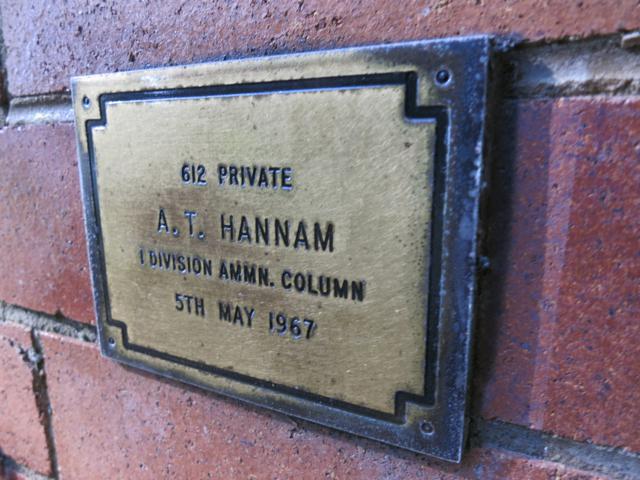 612 PRIVATE
A.T. HANNAM
1 DIVISION AMMN. COLUMN
5TH MAY 1967